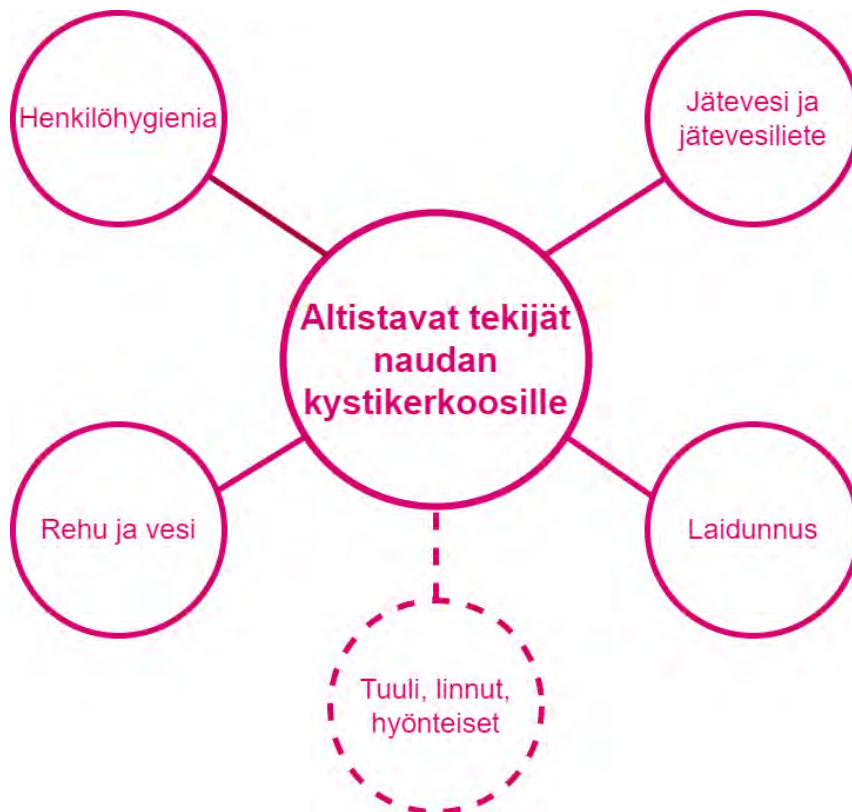 Henkilöhygienia
Jätevesi ja
jätevesiliete
Altistavat tekijät
naudan
kystikerkoosille
Rehu ja vesi
Laidunnus
Tuuli, linnut,
hyönteiset